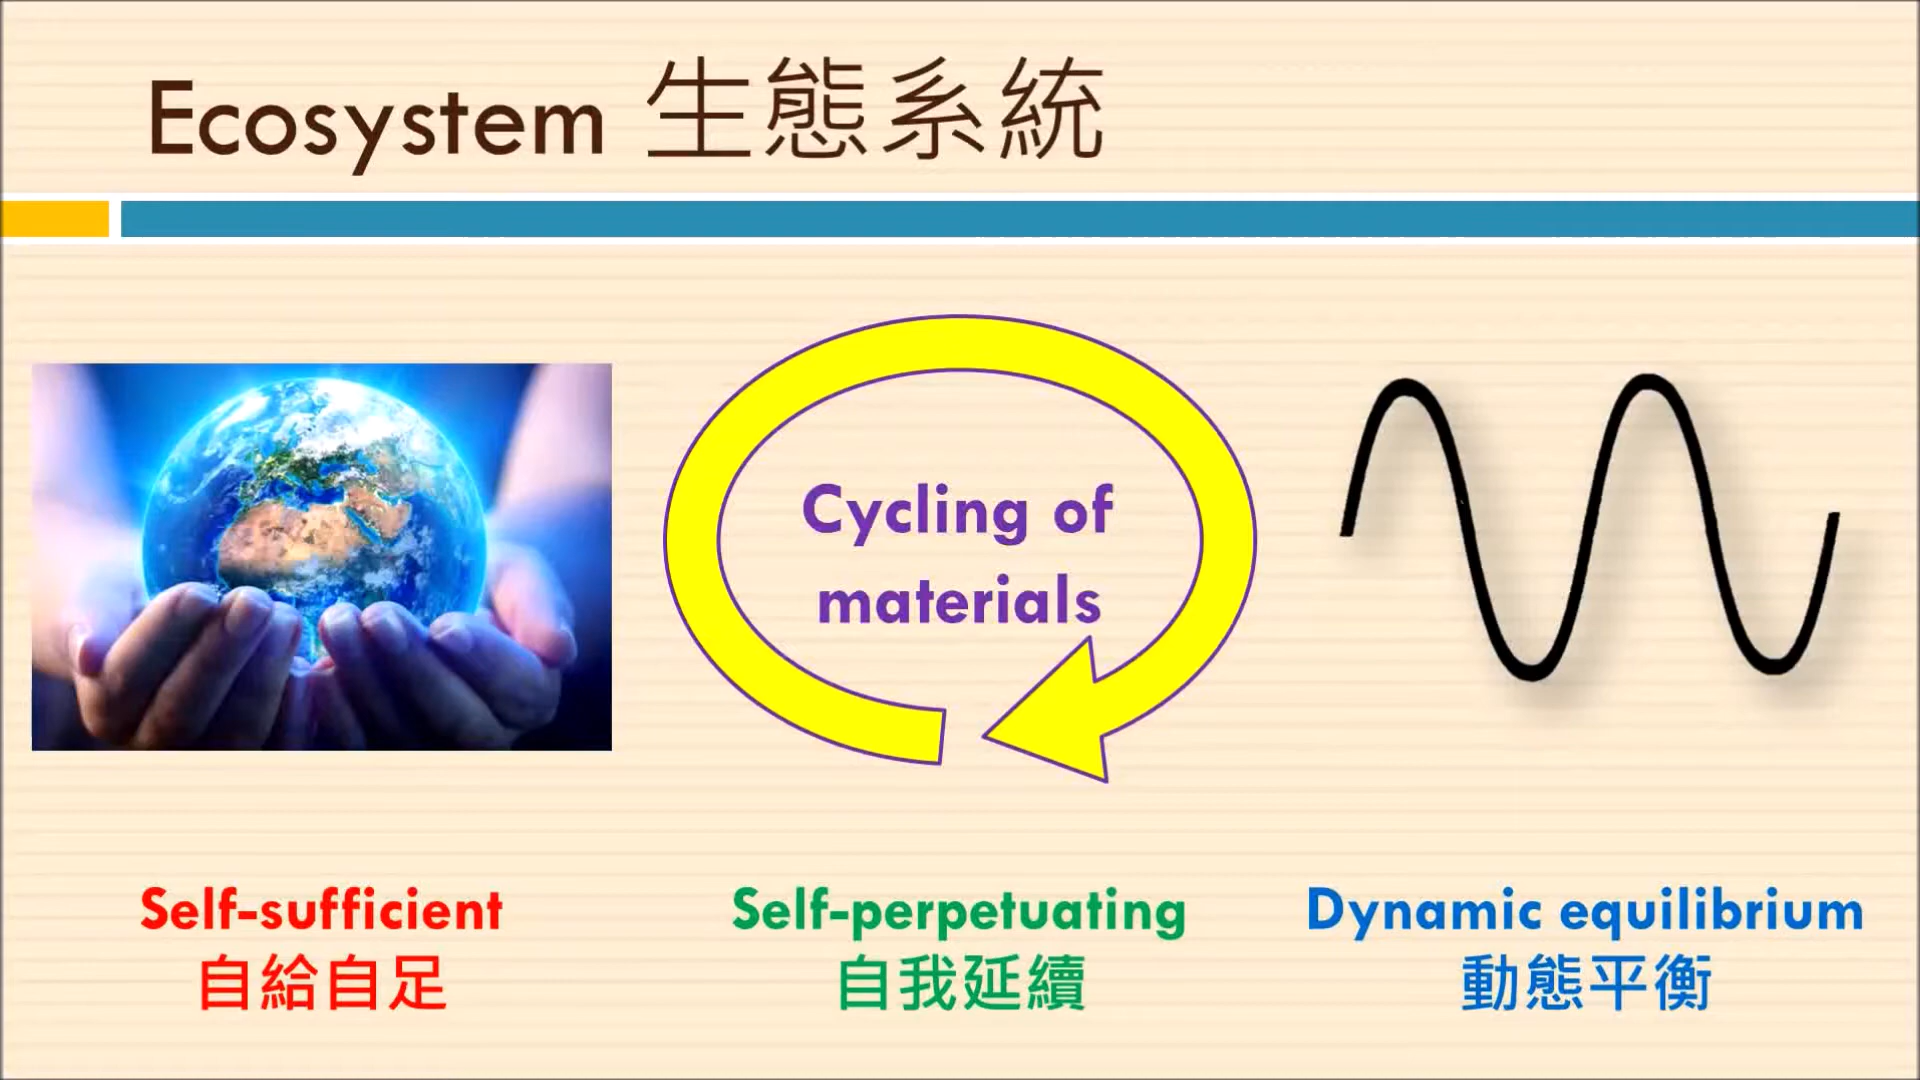 Ecosystem 生態系統
Cycling of
materials
Self-sufficient
自給自足
Self-perpetuating
自我延續
Dynamic equilibrium
動態平衡